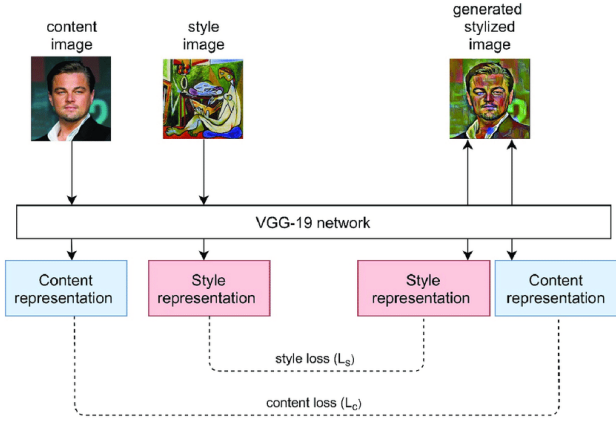 content
image
style
image
generated
stylized
image
VGG-19 network
Content
representation
Style
representation
Style
representation
Content
representation
style loss (Ls)
content loss (Lc)